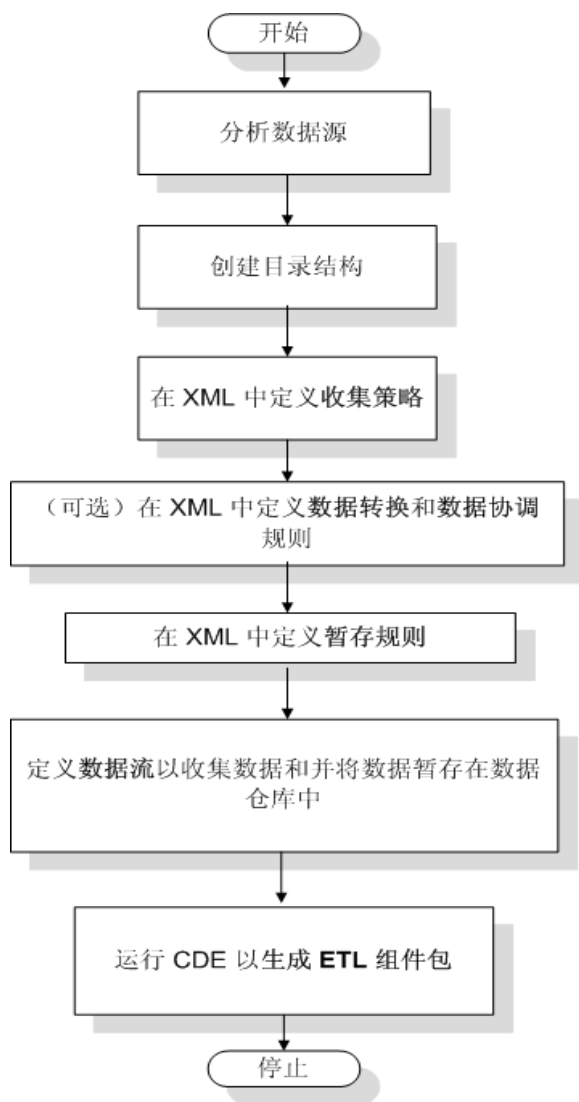 开始
分析数据源
创建目录结构
在 XML 中定义收集策略
（可选）在 XML 中定义数据转换和数据协调
规则
在 XML 中定义暂存规则
定义数据流以收集数据和并将数据暂存在数据
仓库中
运行 CDE 以生成 ETL 组件包
停止